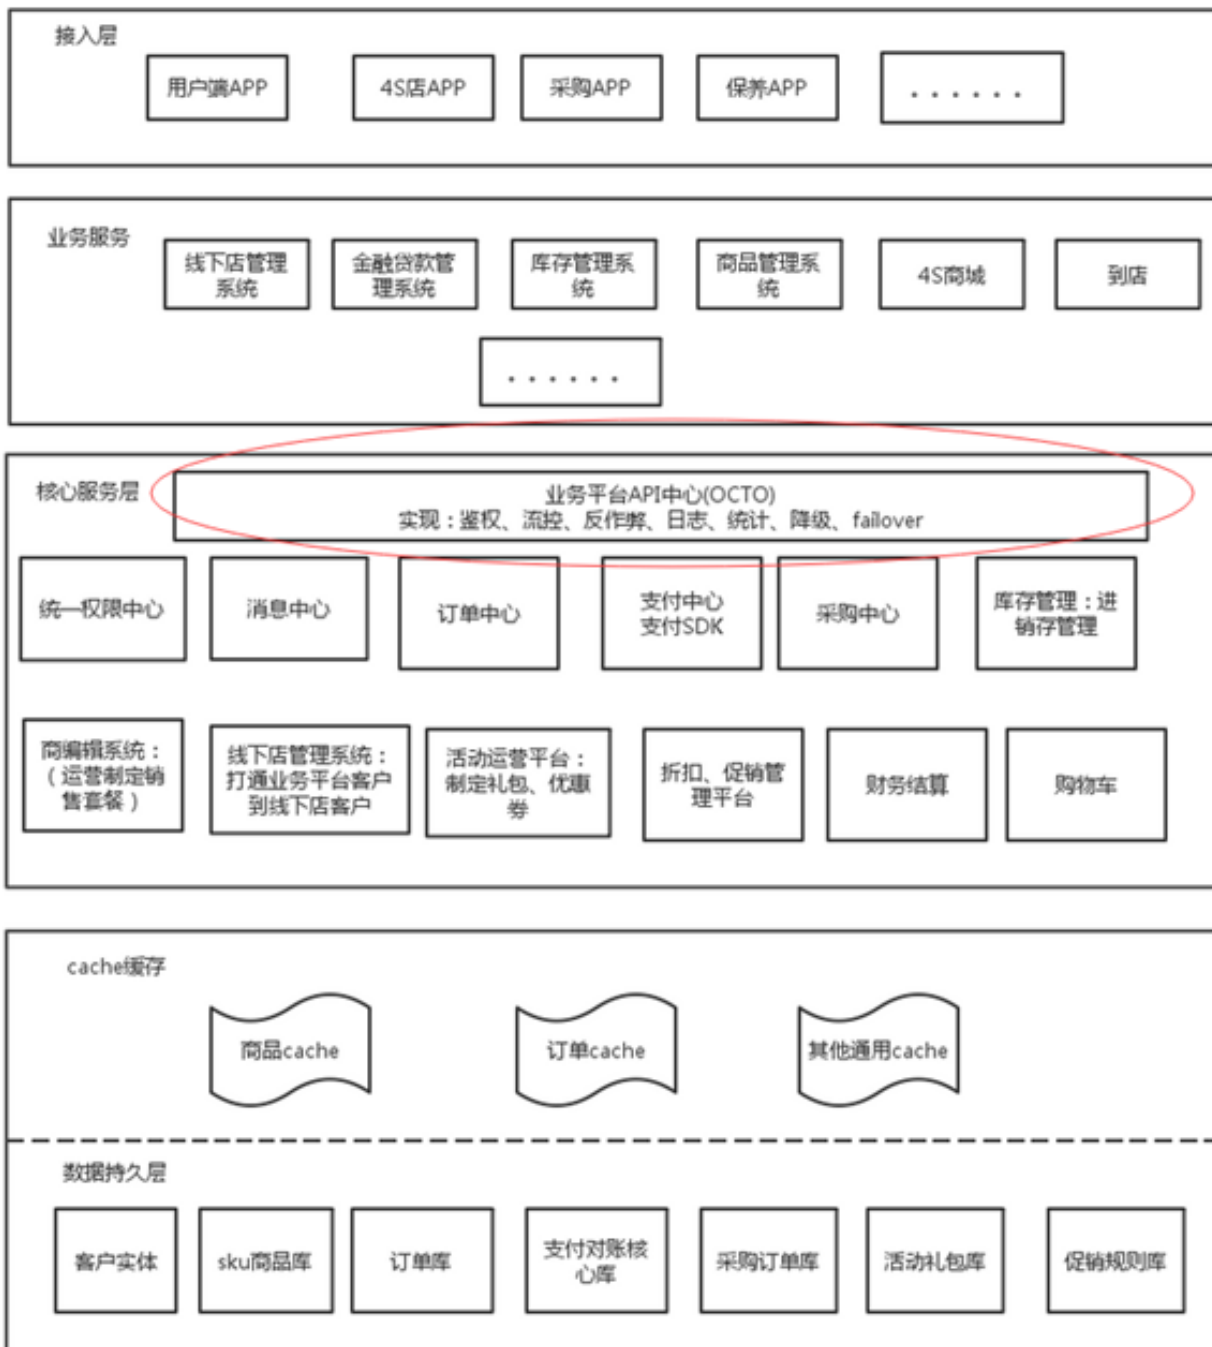 接入层
用户端APP
4S店APP
采购APP
保养APP
. . . . . .
业务服务
线下店管理
系统
金融贷款管
理系统
库存管理系
统
商品管理系
统
4S商城
到店
. . . . . .
核心服务层
业务平台API中心(OCTO)
实现：鉴权、流控、反作弊、日志、统计、降级、failover
统一权限中心
消息中心
订单中心
支付中心
支付SDK
采购中心
库存管理：进
销存管理
商编辑系统：
（运营制定销
售套餐）
线下店管理系统：
打通业务平台客户
到线下店客户
活动运营平台：
制定礼包、优惠
券
折扣、促销管
理平台
财务结算
购物车
cache缓存
商品cache
订单cache
其他通用cache
数据持久层
客户实体
sku商品库
订单库
支付对账核
心库
采购订单库
活动礼包库
促销规则库